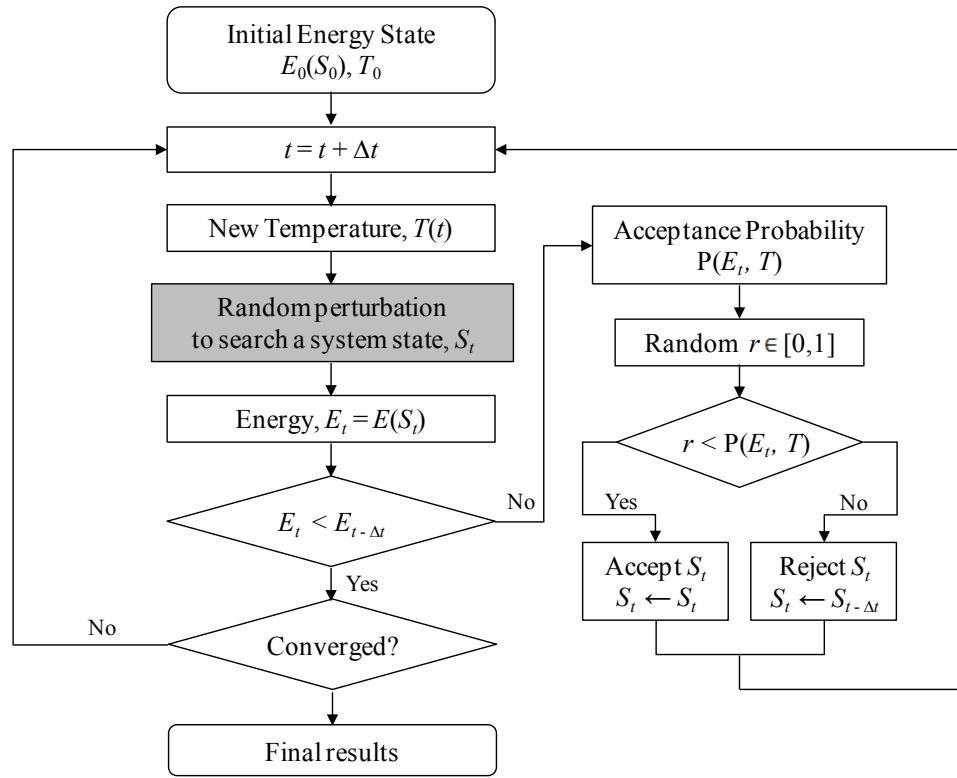 Initial Energy State
E₀(S₀), T₀
t = t + Δt
New Temperature, T(t)
Random perturbation
to search a system state, Sₜ
Energy, Eₜ = E(Sₜ)
Eₜ < Eₜ ₋ Δₜ
Yes
No
Converged?
No
Final results
Acceptance Probability
P(Eₜ, T)
Random r ∈ [0,1]
r < P(Eₜ, T)
Yes
No
Accept Sₜ
Sₜ ← Sₜ
Reject Sₜ
Sₜ ← Sₜ ₋ Δₜ